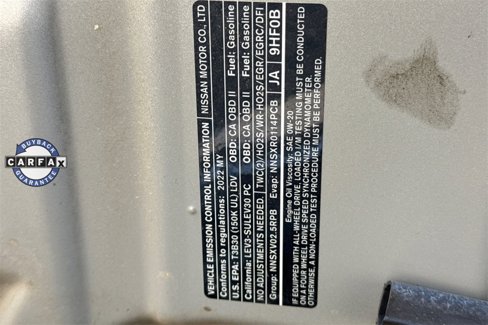 VEHICLE EMISSION CONTROL INFORMATION NISSAN MOTOR CO., LTD
Conforms to regulations: 2022 MY
U.S. EPA: T3B30 (150K UL) LDV OBD: CA OBD II Fuel: Gasoline
California: LEV3-SULEV30 PC OBD: CA OBD II Fuel: Gasoline
NO ADJUSTMENTS NEEDED. TWC(2)/HO2S/WR-HO2S/EGR/EGRC/DFI
Group: NNSXV02.5RPB Evap: NNSXR0114PCB JA 9HF0B
Engine Oil Viscosity: SAE 0W-20
IF EQUIPPED WITH ALL-WHEEL DRIVE, LOADED I/M TESTING MUST BE CONDUCTED
ON A FOUR WHEEL DRIVE SPEED SYNCHRONIZED DYNAMOMETER.
OTHERWISE, A NON-LOADED TEST PROCEDURE MUST BE PERFORMED.
BUYBACK
CARFAX
GUARANTEE